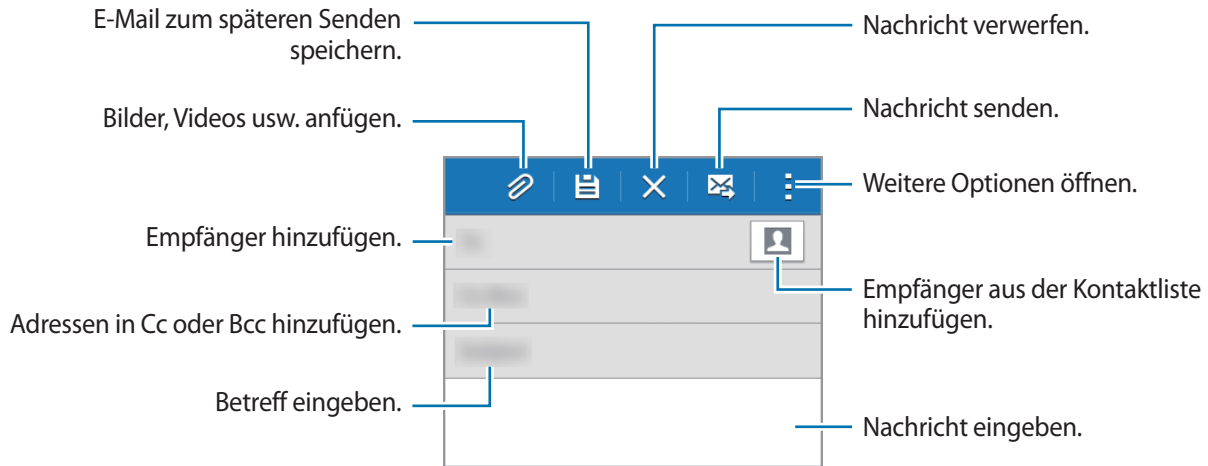 E-Mail zum späteren Senden
speichern.
Bilder, Videos usw. anfügen.
Empfänger hinzufügen.
Adressen in Cc oder Bcc hinzufügen.
Betreff eingeben.
Nachricht verwerfen.
Nachricht senden.
Weitere Optionen öffnen.
Empfänger aus der Kontaktliste
hinzufügen.
Nachricht eingeben.